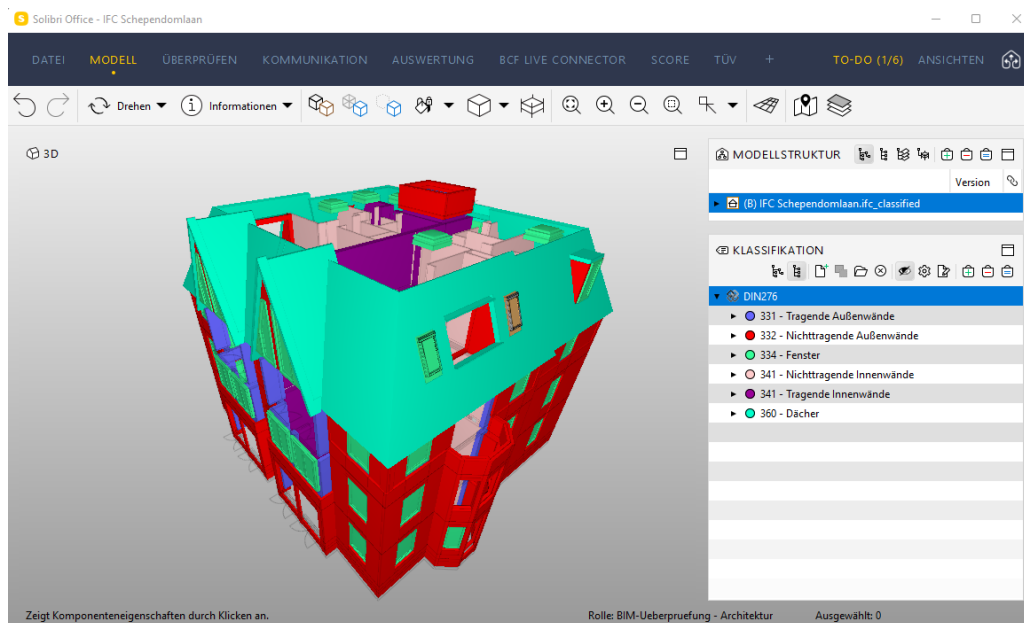 S Solibri Office - IFC Schependomlaan
DATEI MODELL ÜBERPRÜFEN KOMMUNIKATION AUSWERTUNG BCF LIVE CONNECTOR SCORE TÜV + TO-DO (1/6) ANSICHTEN
Drehen Informationen
3D
MODELLSTRUKTUR
Version
(B) IFC Schependomlaan.ifc_classified
KLASSIFIKATION
DIN276
331 - Tragende Außenwände
332 - Nichttragende Außenwände
334 - Fenster
341 - Nichttragende Innenwände
341 - Tragende Innenwände
360 - Dächer
Zeigt Komponenteneigenschaften durch Klicken an. Rolle: BIM-Ueberpruefung - Architektur Ausgewählt: 0